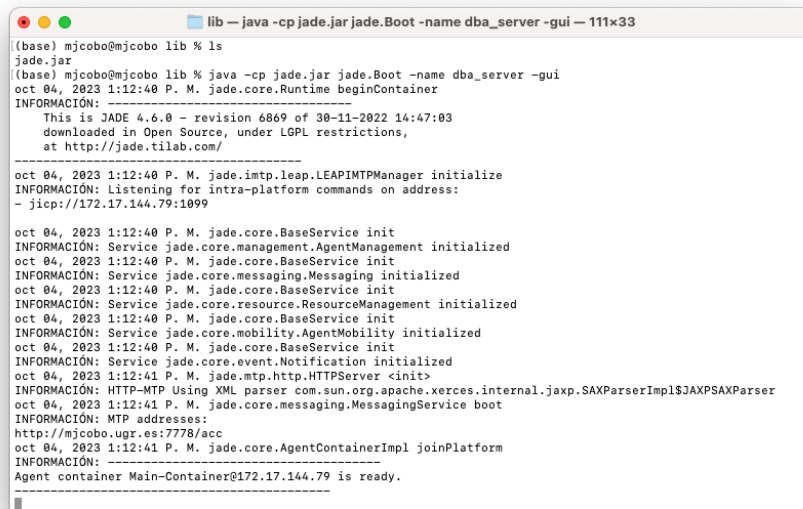 lib — java -cp jade.jar jade.Boot -name dba_server -gui — 111×33
[(base) mjcobo@mjcobo lib % ls
jade.jar
[(base) mjcobo@mjcobo lib % java -cp jade.jar jade.Boot -name dba_server -gui
oct 04, 2023 1:12:40 P. M. jade.core.Runtime beginContainer
INFORMACIÓN: ----------------------------------
This is JADE 4.6.0 - revision 6869 of 30-11-2022 14:47:03
downloaded in Open Source, under LGPL restrictions,
at http://jade.tilab.com/
----------------------------------------
oct 04, 2023 1:12:40 P. M. jade.imtp.leap.LEAPIMTPManager initialize
INFORMACIÓN: Listening for intra-platform commands on address:
- jicp://172.17.144.79:1099
oct 04, 2023 1:12:40 P. M. jade.core.BaseService init
INFORMACIÓN: Service jade.core.management.AgentManagement initialized
oct 04, 2023 1:12:40 P. M. jade.core.BaseService init
INFORMACIÓN: Service jade.core.messaging.Messaging initialized
oct 04, 2023 1:12:40 P. M. jade.core.BaseService init
INFORMACIÓN: Service jade.core.resource.ResourceManagement initialized
oct 04, 2023 1:12:40 P. M. jade.core.BaseService init
INFORMACIÓN: Service jade.core.mobility.AgentMobility initialized
oct 04, 2023 1:12:40 P. M. jade.core.BaseService init
INFORMACIÓN: Service jade.core.event.Notification initialized
oct 04, 2023 1:12:41 P. M. jade.mtp.http.HTTPServer <init>
INFORMACIÓN: HTTP-MTP Using XML parser com.sun.org.apache.xerces.internal.jaxp.SAXParserImpl$JAXPSAXParser
oct 04, 2023 1:12:41 P. M. jade.core.messaging.MessagingService boot
INFORMACIÓN: MTP addresses:
http://mjcobo.ugr.es:7778/acc
oct 04, 2023 1:12:41 P. M. jade.core.AgentContainerImpl joinPlatform
INFORMACIÓN: --------------------------------------
Agent container Main-Container@172.17.144.79 is ready.
--------------------------------------------